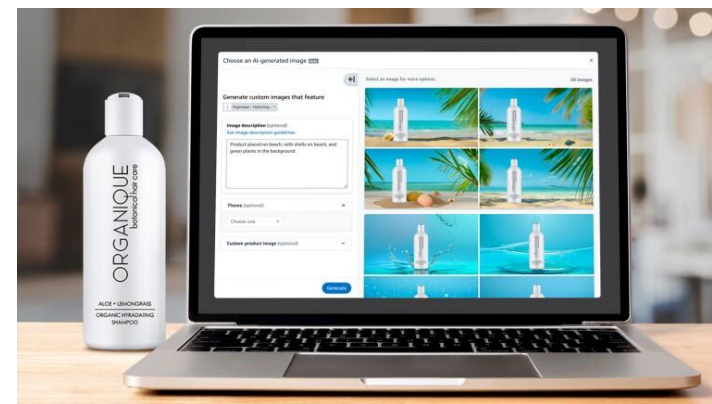 ORGANIQUE
botanical hair care
ALOE • LEMONGRASS
ORGANIC HYRADATING
SHAMPOO
Choose an AI-generated image
Select an image for more options.
Generate custom images that feature
Image description (optional)
See image description guidelines
Product placed on beach, with shells on beach, and
green plants in the background
Theme (optional)
Choose one
Custom product image (optional)
Generate